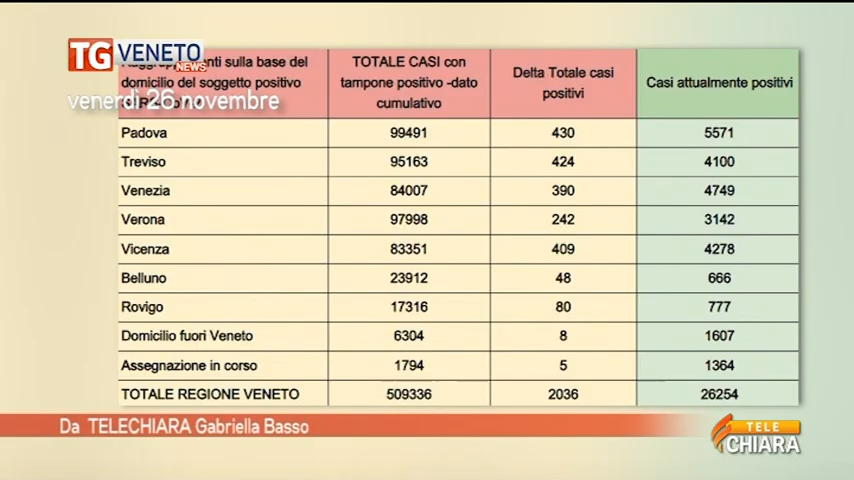 TG VENETO
NEWS
venerdì 26 novembre
sulla base del
domicilio del soggetto positivo
TOTALE CASI con
tampone positivo -dato
cumulativo
Delta Totale casi
positivi
Casi attualmente positivi
Padova 99491 430 5571
Treviso 95163 424 4100
Venezia 84007 390 4749
Verona 97998 242 3142
Vicenza 83351 409 4278
Belluno 23912 48 666
Rovigo 17316 80 777
Domicilio fuori Veneto 6304 8 1607
Assegnazione in corso 1794 5 1364
TOTALE REGIONE VENETO 509336 2036 26254
Da TELECHIARA Gabriella Basso
TELE
CHIARA